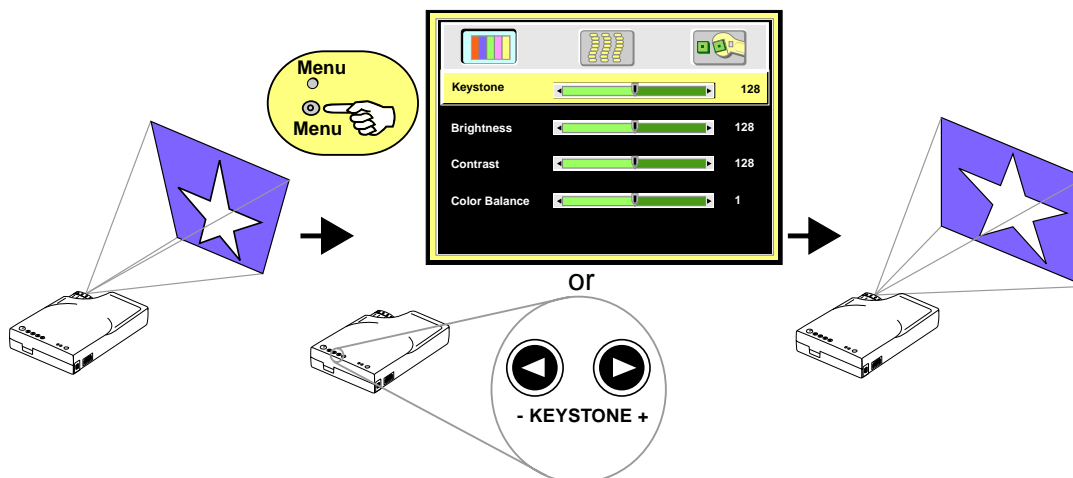 Menu
Menu
Keystone 128
Brightness 128
Contrast 128
Color Balance 1
or
- KEYSTONE +